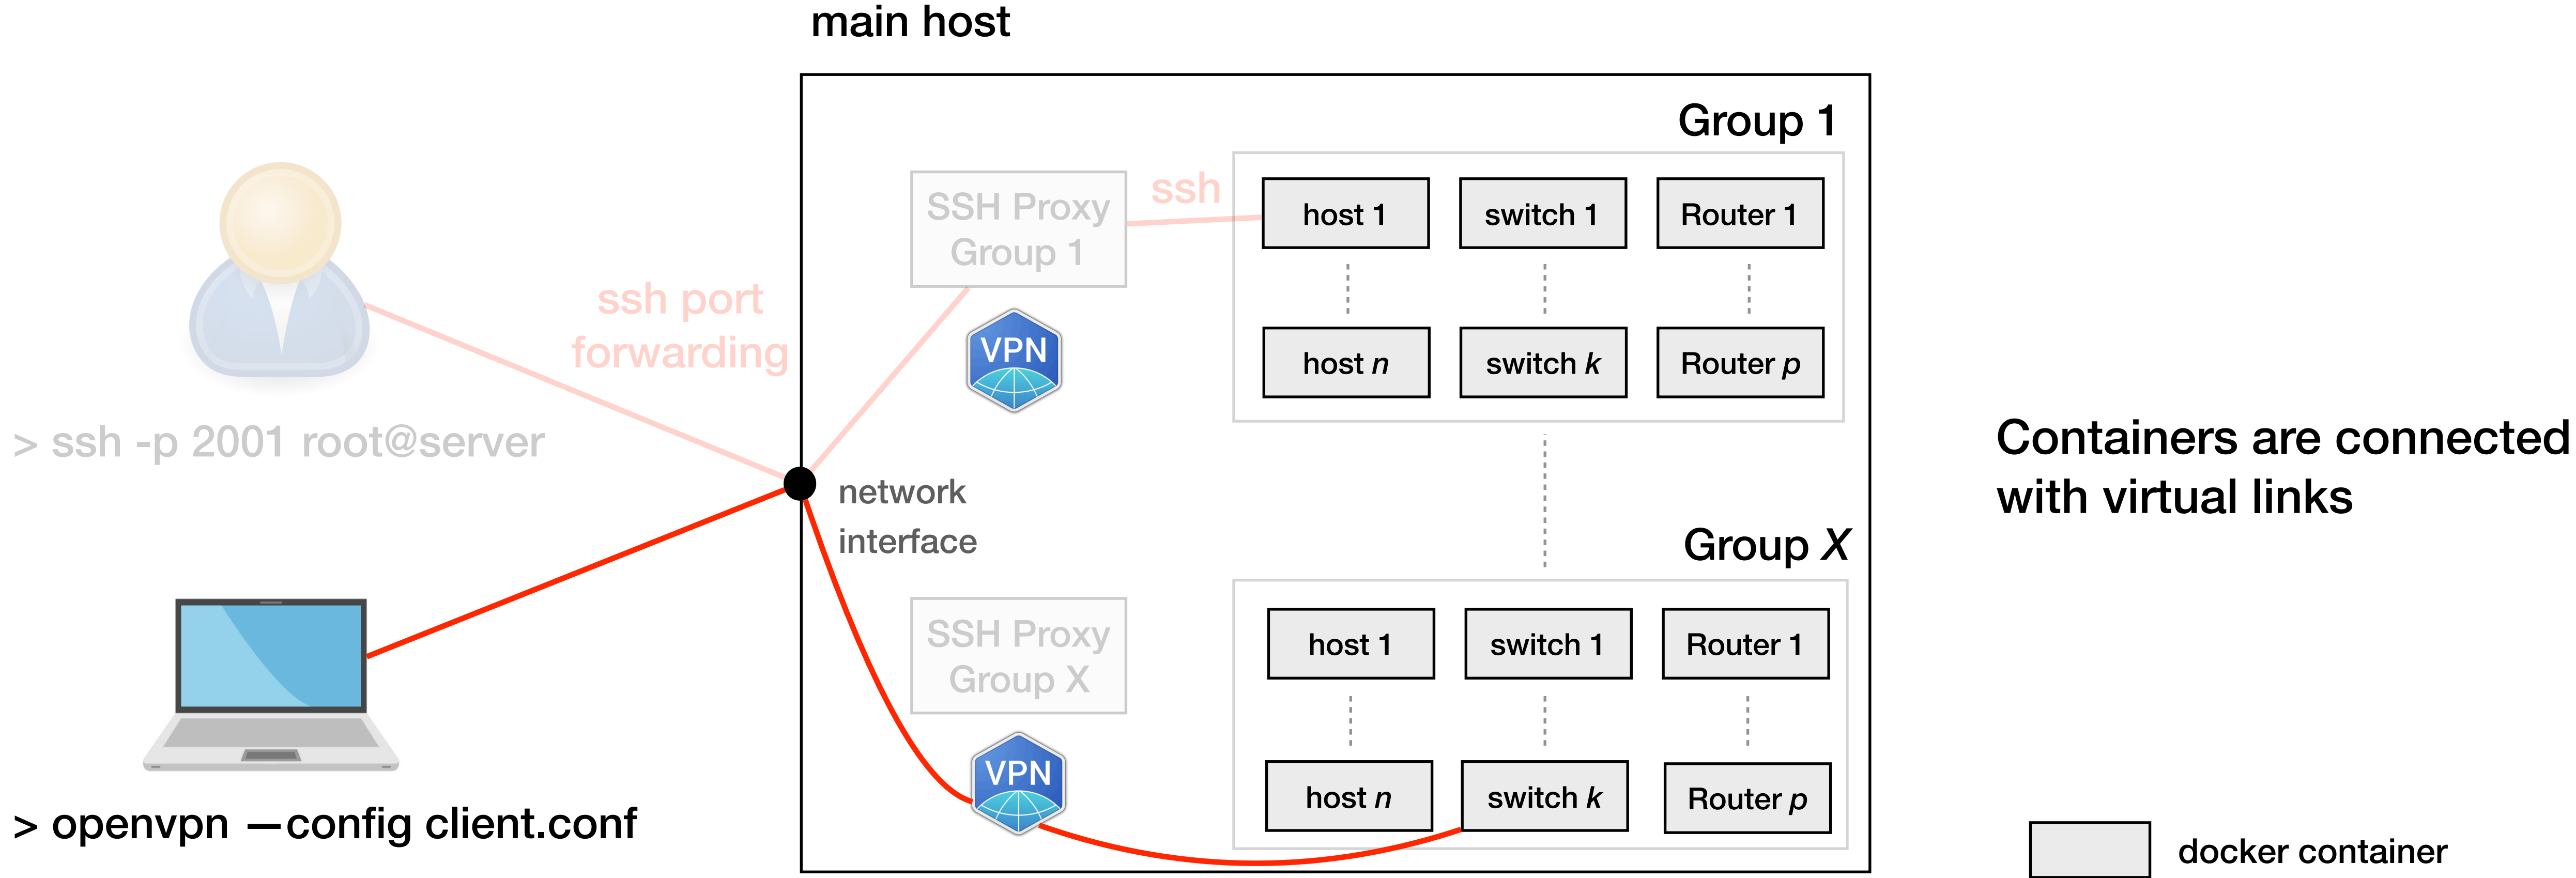 main host
Group 1
SSH Proxy
Group 1
ssh
host 1
switch 1
Router 1
ssh port
forwarding
VPN
host n
switch k
Router p
> ssh -p 2001 root@server
network
interface
Containers are connected
with virtual links
Group X
SSH Proxy
Group X
host 1
switch 1
Router 1
VPN
host n
switch k
Router p
> openvpn —config client.conf
docker container